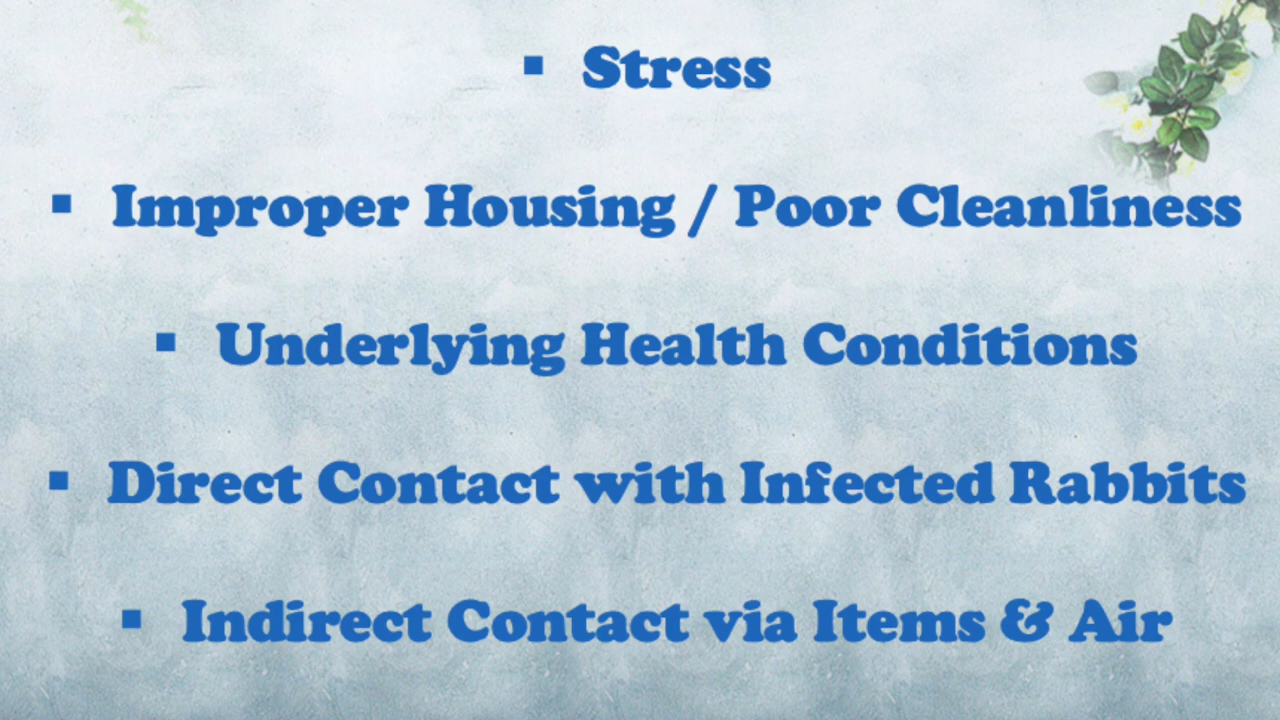 ▪ Stress
▪ Improper Housing / Poor Cleanliness
▪ Underlying Health Conditions
▪ Direct Contact with Infected Rabbits
▪ Indirect Contact via Items & Air